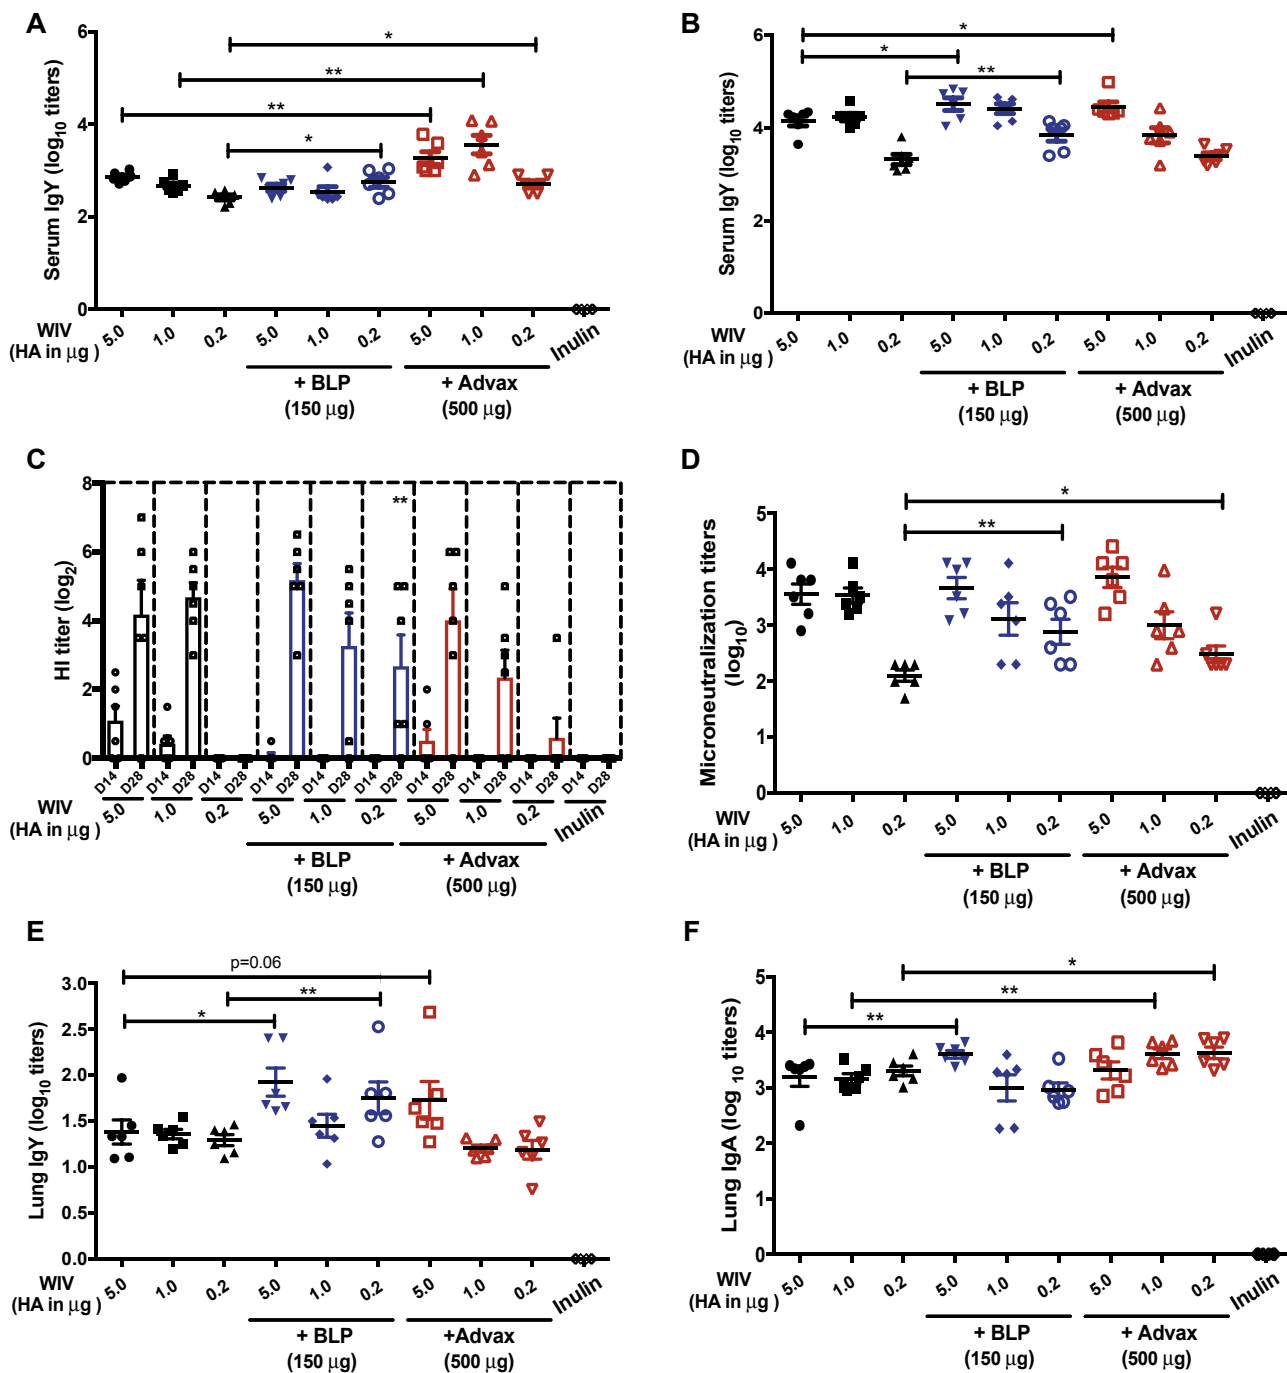 A
Serum IgY (log10 titers)
6
4
2
0
*
**
**
*
WIV
(HA in μg )
5.0 1.0 0.2 5.0 1.0 0.2 5.0 1.0 0.2 Inulin
+ BLP + Advax
(150 μg) (500 μg)
B
Serum IgY (log10 titers)
6
4
2
0
*
*
**
WIV
(HA in μg )
5.0 1.0 0.2 5.0 1.0 0.2 5.0 1.0 0.2 Inulin
+ BLP + Advax
(150 μg) (500 μg)
C
HI titer (log2)
8
6
4
2
0
**
D14 D28 D14 D28 D14 D28 D14 D28 D14 D28 D14 D28 D14 D28 D14 D28 D14 D28 D14 D28
WIV
(HA in μg )
5.0 1.0 0.2 5.0 1.0 0.2 5.0 1.0 0.2 Inulin
+ BLP + Advax
(150 μg) (500 μg)
D
Microneutralization titers
(log10)
5
4
3
2
1
0
*
**
WIV
(HA in μg )
5.0 1.0 0.2 5.0 1.0 0.2 5.0 1.0 0.2 Inulin
+ BLP + Advax
(150 μg) (500 μg)
E
Lung IgY (log10 titers)
3.0
2.5
2.0
1.5
1.0
0.5
0.0
p=0.06
**
*
WIV
(HA in μg )
5.0 1.0 0.2 5.0 1.0 0.2 5.0 1.0 0.2 Inulin
+ BLP +Advax
(150 μg) (500 μg)
F
Lung IgA (log 10 titers)
5
4
3
2
1
0
*
**
**
WIV
(HA in μg )
5.0 1.0 0.2 5.0 1.0 0.2 5.0 1.0 0.2 Inulin
+ BLP + Advax
(150 μg) (500 μg)